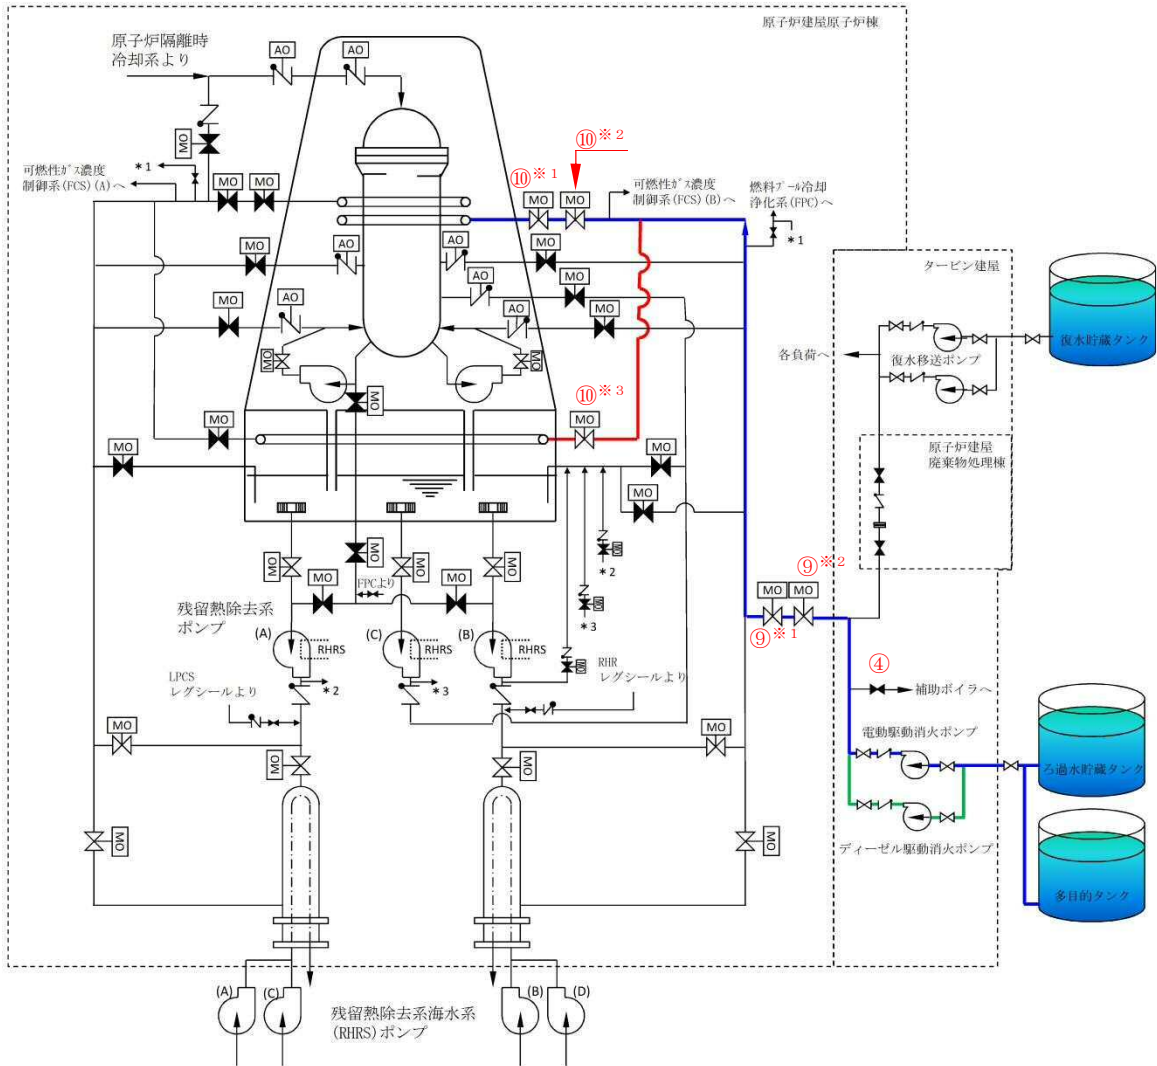 原子炉建屋原子炉棟
原子炉隔離時
冷却系より
AO
AO
MO
可燃性ガス濃度
制御系(FCS)(A)へ
*1
MO
MO
⑩※2
⑩※1
MO
MO
可燃性ガス濃度
制御系(FCS)(B)へ
燃料プール冷却
浄化系(FPC)へ
*1
タービン建屋
MO
AO
AO
MO
AO
MO
MO
AO
AO
MO
MO
MO
各負荷へ
復水移送ポンプ
復水貯蔵タンク
MO
⑩※3
MO
MO
原子炉建屋
廃棄物処理棟
MO
MO
MO
MO
MO
MO
MO
MO
*2
MO
*3
MO
FPCより
MO
⑨※2
MO
MO
⑨※1
残留熱除去系
ポンプ
(A)
RHRS
(C)
RHRS
(B)
RHRS
MO
*2
*3
LPCS
レグシールより
RHR
レグシールより
④
補助ボイラへ
MO
MO
MO
MO
電動駆動消火ポンプ
ろ過水貯蔵タンク
MO
MO
ディーゼル駆動消火ポンプ
多目的タンク
(A)
(C)
(B)
(D)
残留熱除去系海水系
(RHRS)ポンプ